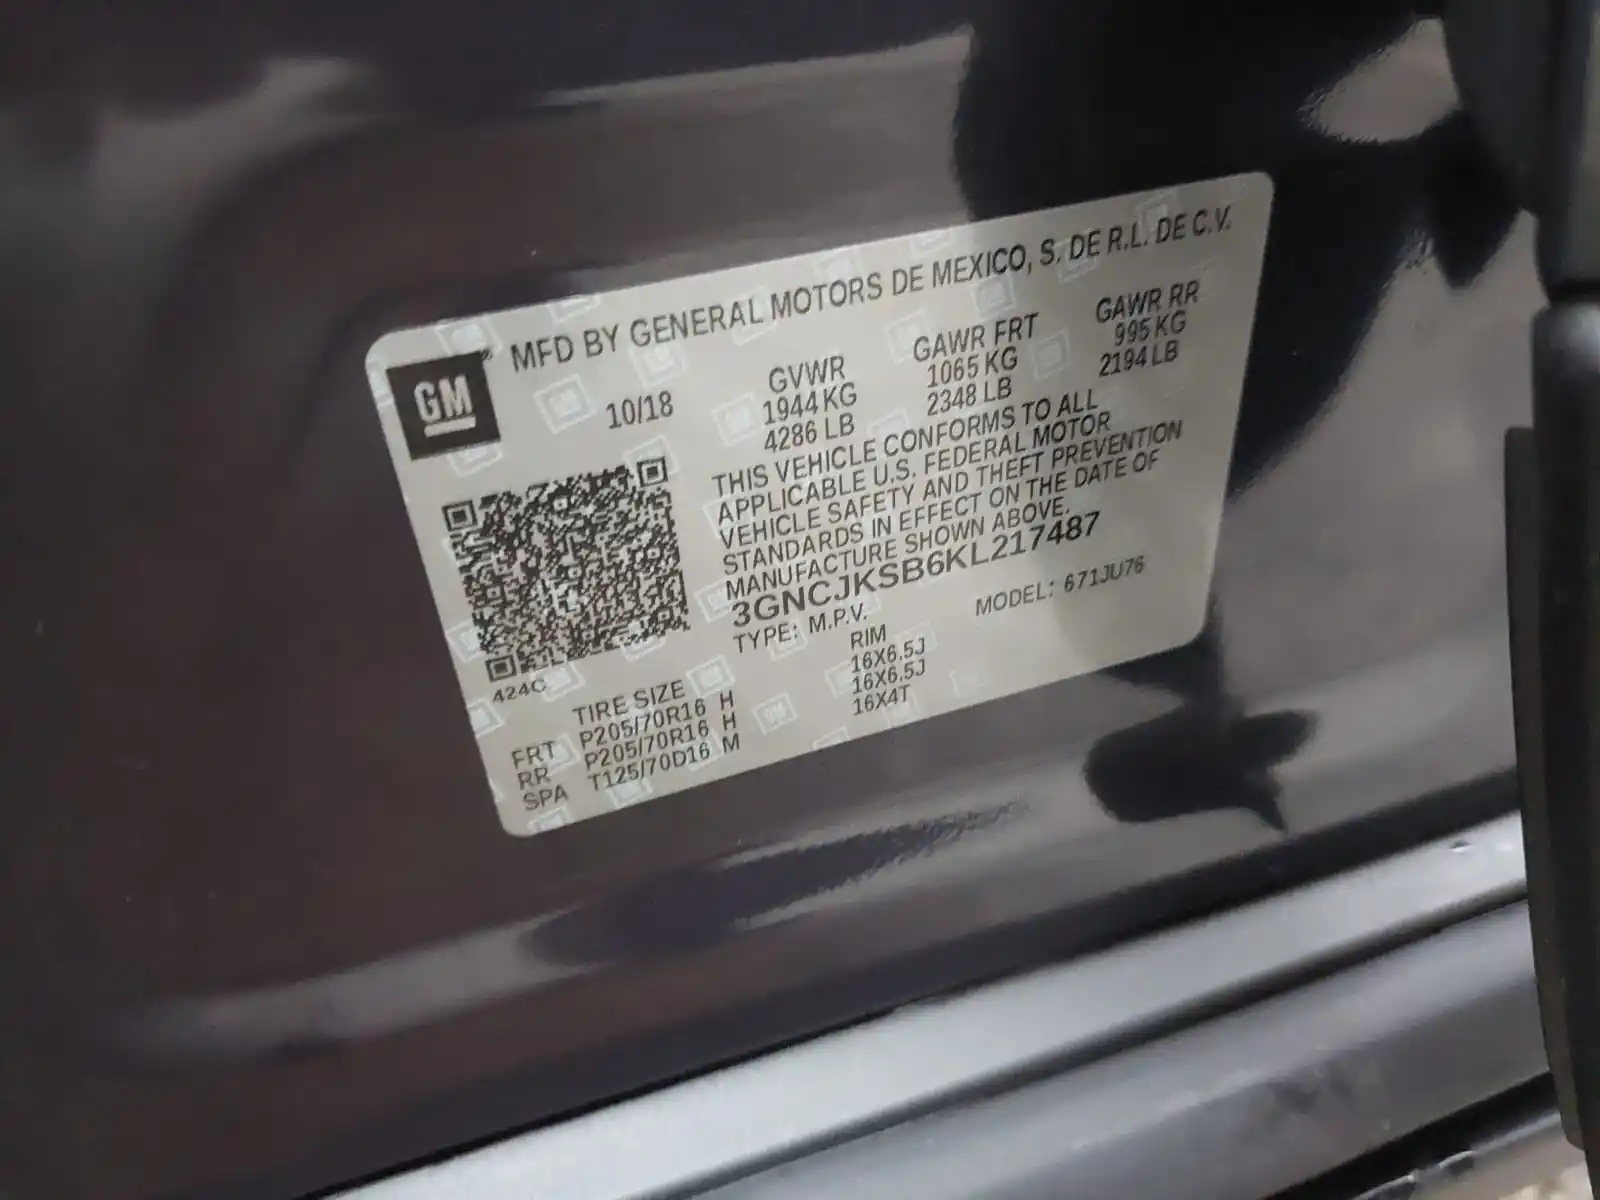 GM
MFD BY GENERAL MOTORS DE MEXICO, S. DE R.L. DE C.V.
10/18
GVWR
1944 KG
4286 LB
GAWR FRT
1065 KG
2348 LB
GAWR RR
995 KG
2194 LB
THIS VEHICLE CONFORMS TO ALL
APPLICABLE U.S. FEDERAL MOTOR
VEHICLE SAFETY AND THEFT PREVENTION
STANDARDS IN EFFECT ON THE DATE OF
MANUFACTURE SHOWN ABOVE.
3GNCJKSB6KL217487
TYPE: M.P.V.
MODEL: 671JU76
424C
TIRE SIZE
RIM
FRT P205/70R16 H 16X6.5J
RR P205/70R16 H 16X6.5J
SPA T125/70D16 M 16X4T